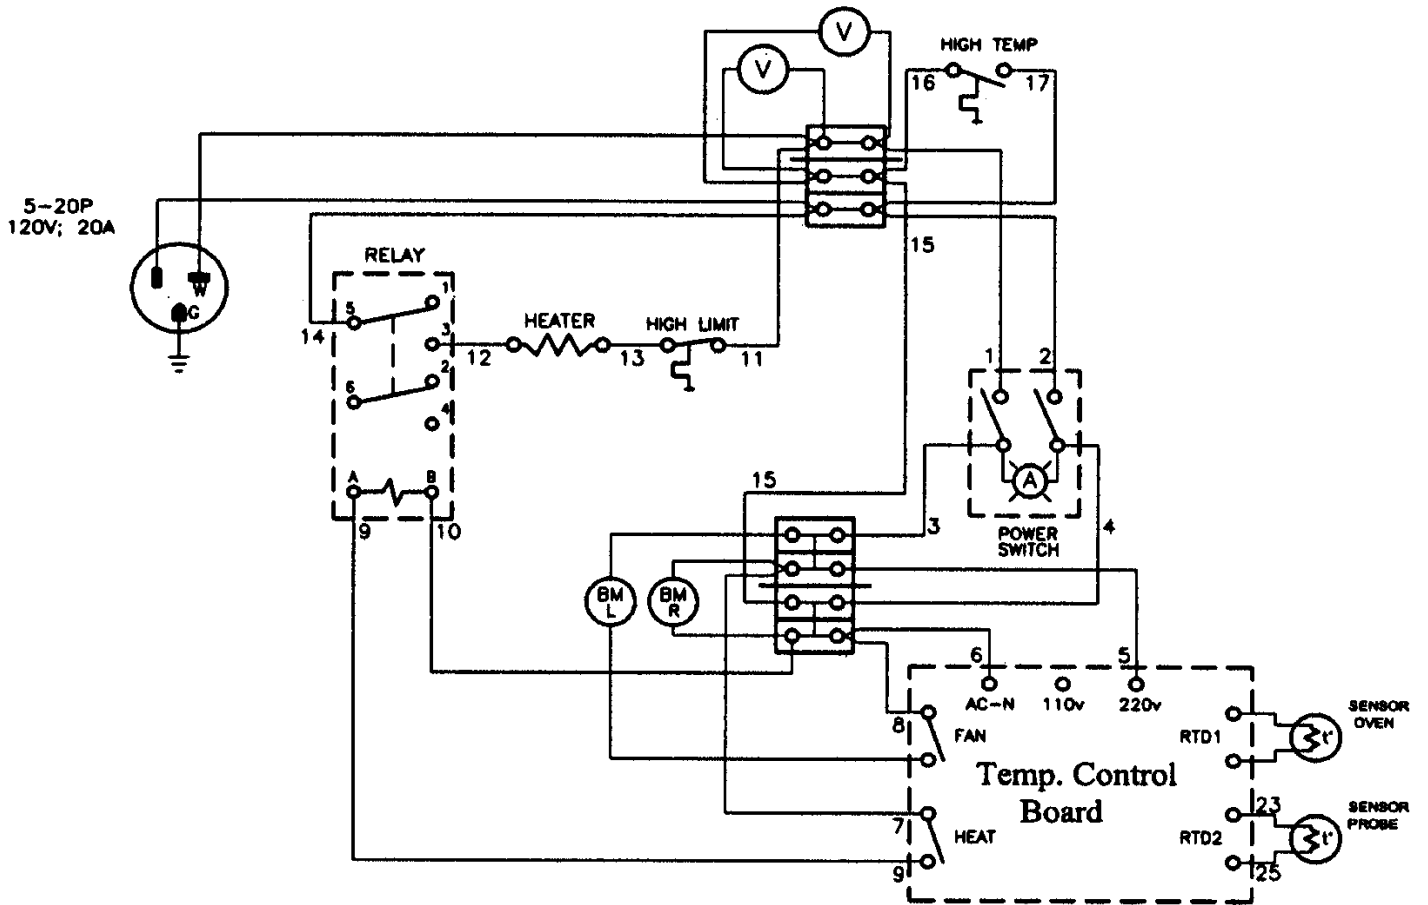 V
HIGH TEMP
V
16
17
5-20P
120V; 20A
W
G
15
RELAY
1
5
14
3
12
HEATER
13
HIGH LIMIT
11
2
6
4
1
2
A
B
9
10
15
A
3
POWER
SWITCH
4
BM
L
BM
R
6
5
AC-N
110v
220v
8
FAN
RTD1
SENSOR
OVEN
t°
Temp. Control
Board
7
HEAT
9
RTD2
23
25
SENSOR
PROBE
t°